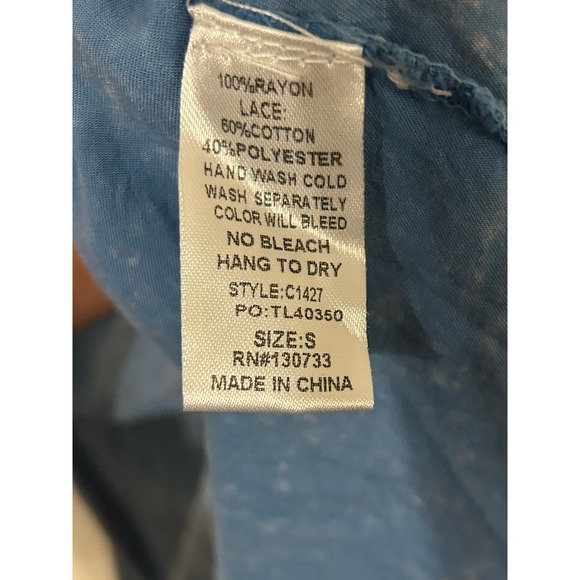 100%RAYON
LACE:
60%COTTON
40%POLYESTER
HAND WASH COLD
WASH SEPARATELY
COLOR WILL BLEED
NO BLEACH
HANG TO DRY
STYLE:C1427
PO:TL40350
SIZE:S
RN#130733
MADE IN CHINA